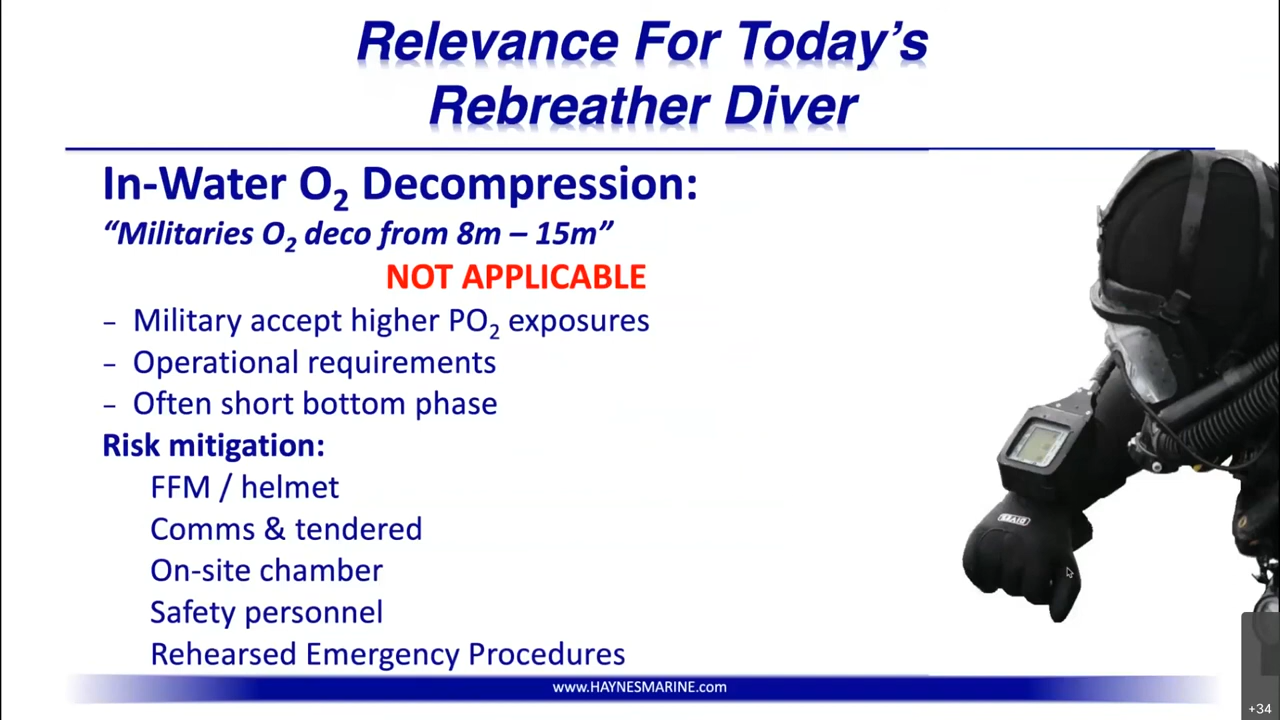 Relevance For Today's
Rebreather Diver
In-Water O₂ Decompression:
“Militaries O₂ deco from 8m – 15m”
NOT APPLICABLE
– Military accept higher PO₂ exposures
– Operational requirements
– Often short bottom phase
Risk mitigation:
FFM / helmet
Comms & tendered
On-site chamber
Safety personnel
Rehearsed Emergency Procedures
www.HAYNESMARINE.com
+34